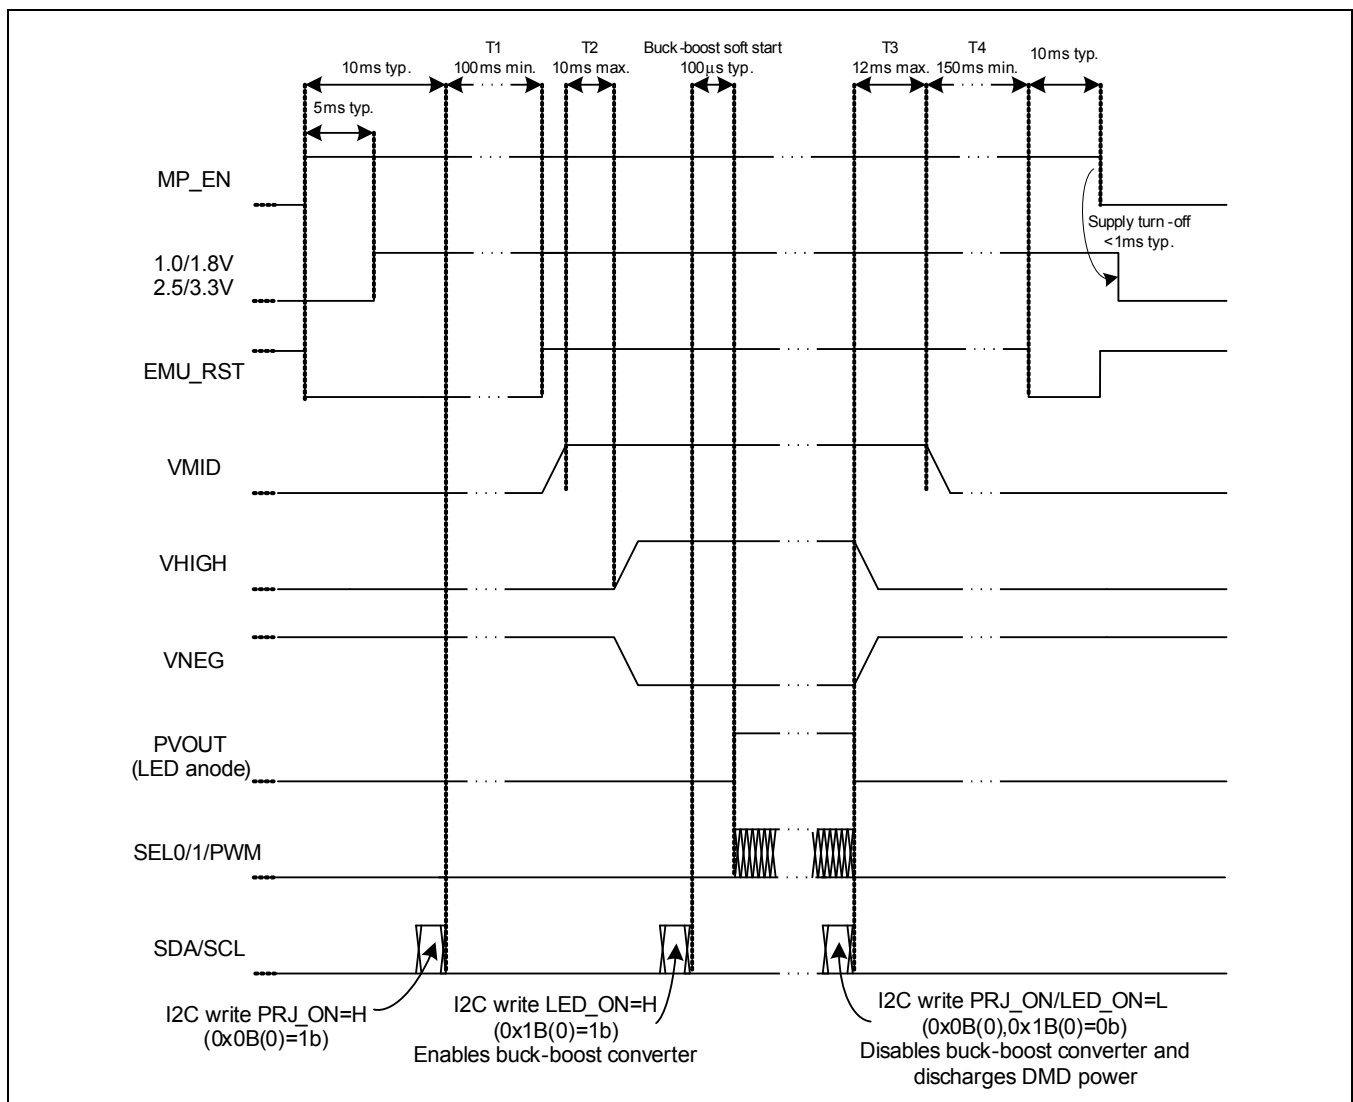 T1
T2
Buck-boost soft start
T3
T4
10ms typ.
10ms typ.
100ms min.
10ms max.
100µs typ.
12ms max.
150ms min.
5ms typ.
MP_EN
Supply turn-off
<1ms typ.
1.0/1.8V
2.5/3.3V
EMU_RST
VMID
VHIGH
VNEG
PVOUT
(LED anode)
SEL0/1/PWM
SDA/SCL
I2C write PRJ_ON=H
(0x0B(0)=1b)
I2C write LED_ON=H
(0x1B(0)=1b)
Enables buck-boost converter
I2C write PRJ_ON/LED_ON=L
(0x0B(0),0x1B(0)=0b)
Disables buck-boost converter and
discharges DMD power